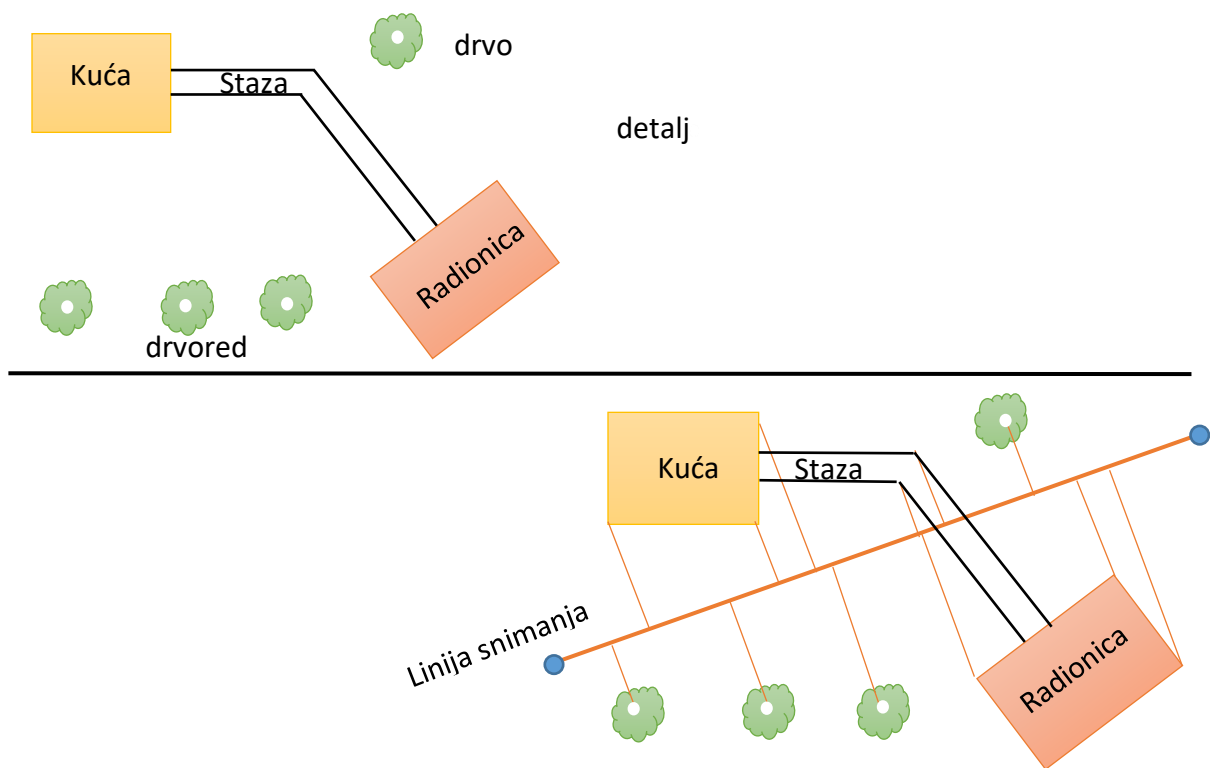 drvo
Kuća
Staza
detalj
Radionica
drvored
Kuća
Staza
Linija snimanja
Radionica